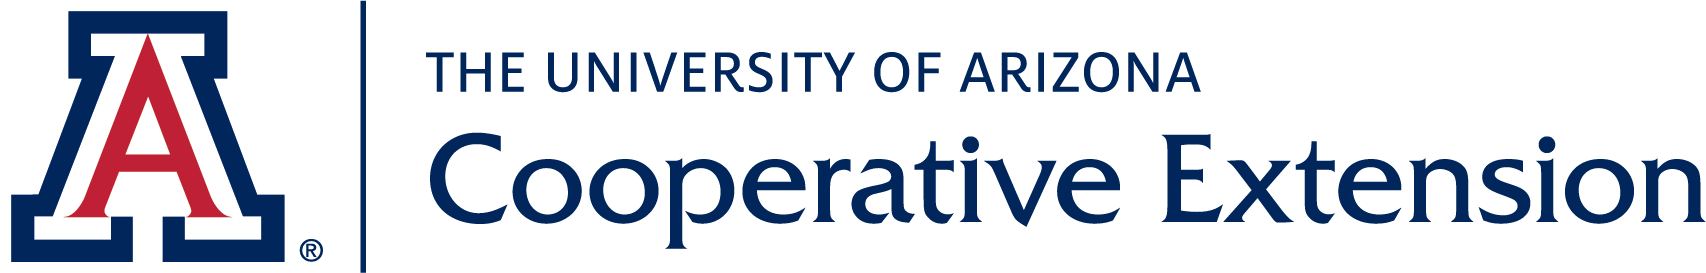 A®
THE UNIVERSITY OF ARIZONA
Cooperative Extension